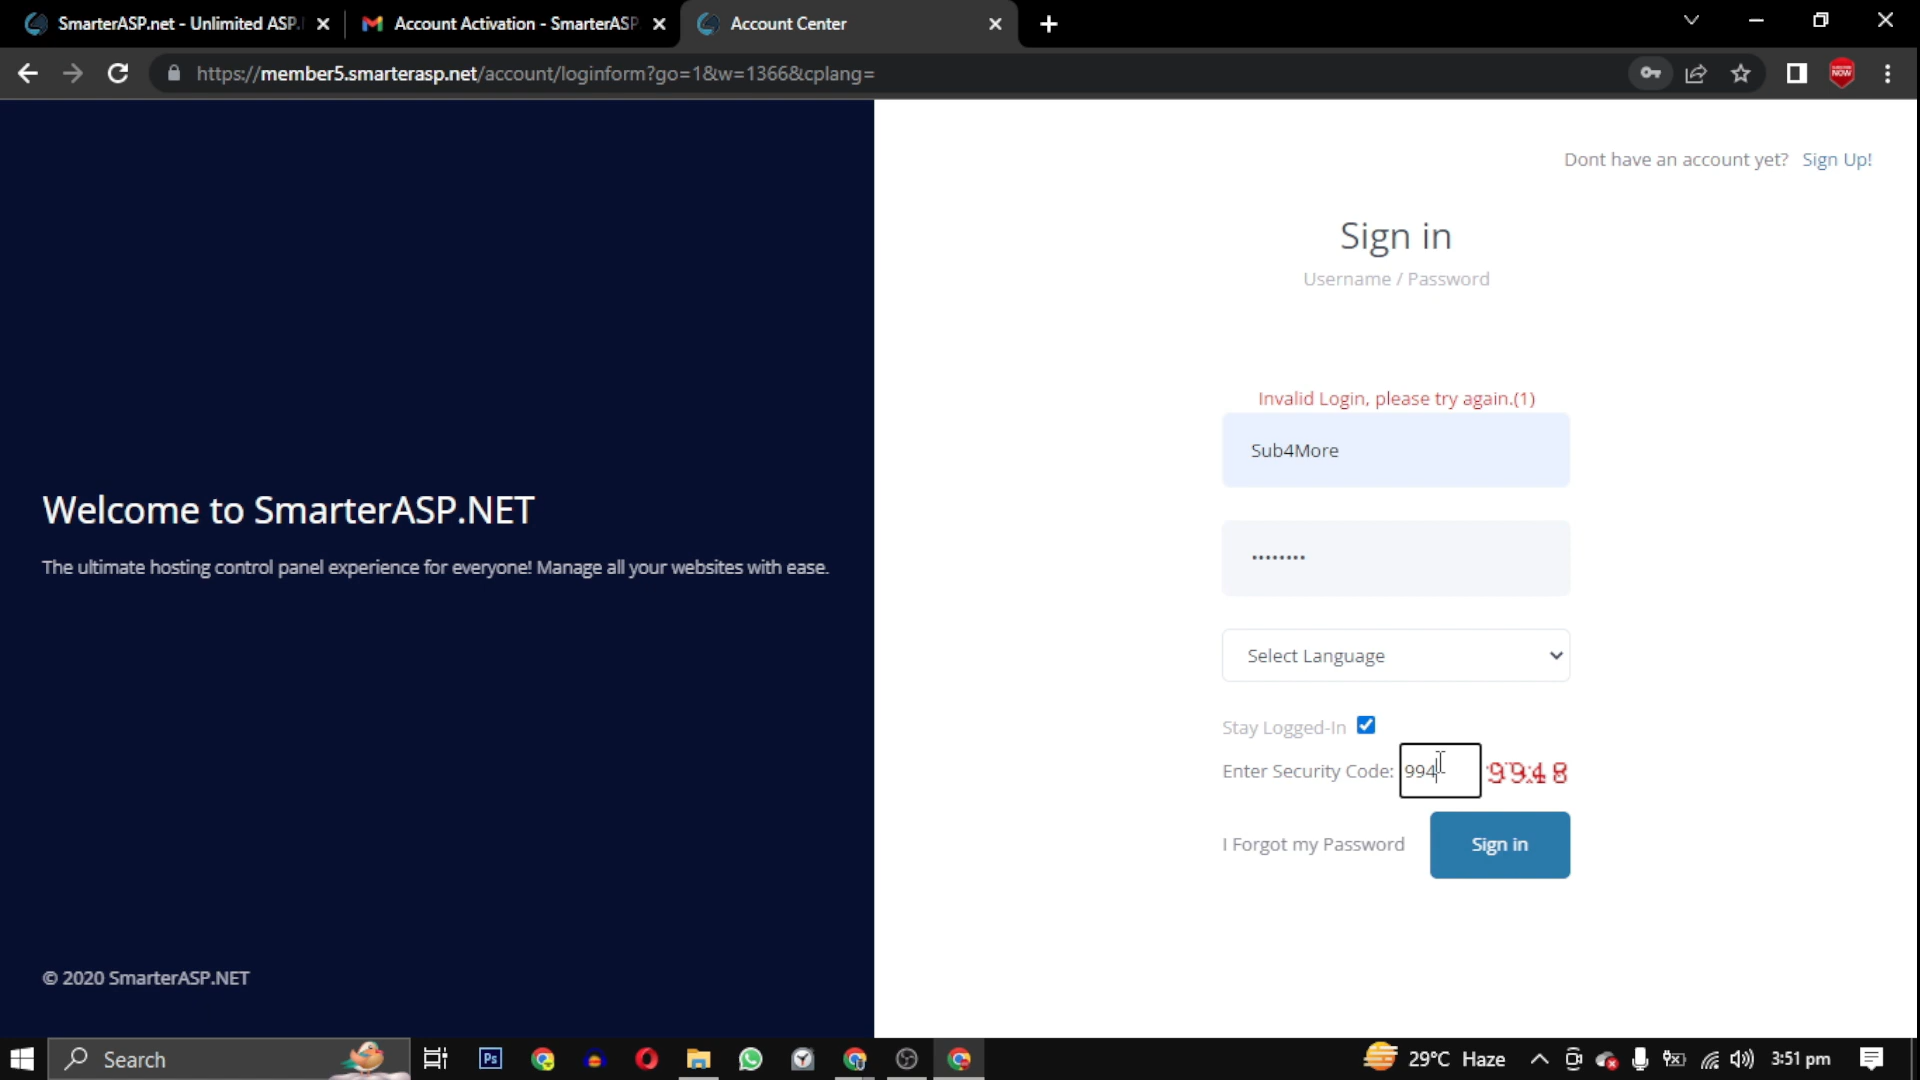 SmarterASP.net - Unlimited ASP.
Account Activation - SmarterASP
Account Center
https://member5.smarterasp.net/account/loginform?go=1&w=1366&cplang=
NOW
Dont have an account yet? Sign Up!
Sign in
Username / Password
Invalid Login, please try again.(1)
Sub4More
••••••••
Select Language
Stay Logged-In
Enter Security Code: 994 9948
I Forgot my Password
Sign in
Welcome to SmarterASP.NET
The ultimate hosting control panel experience for everyone! Manage all your websites with ease.
© 2020 SmarterASP.NET
Search
Ps
29°C Haze
3:51 pm